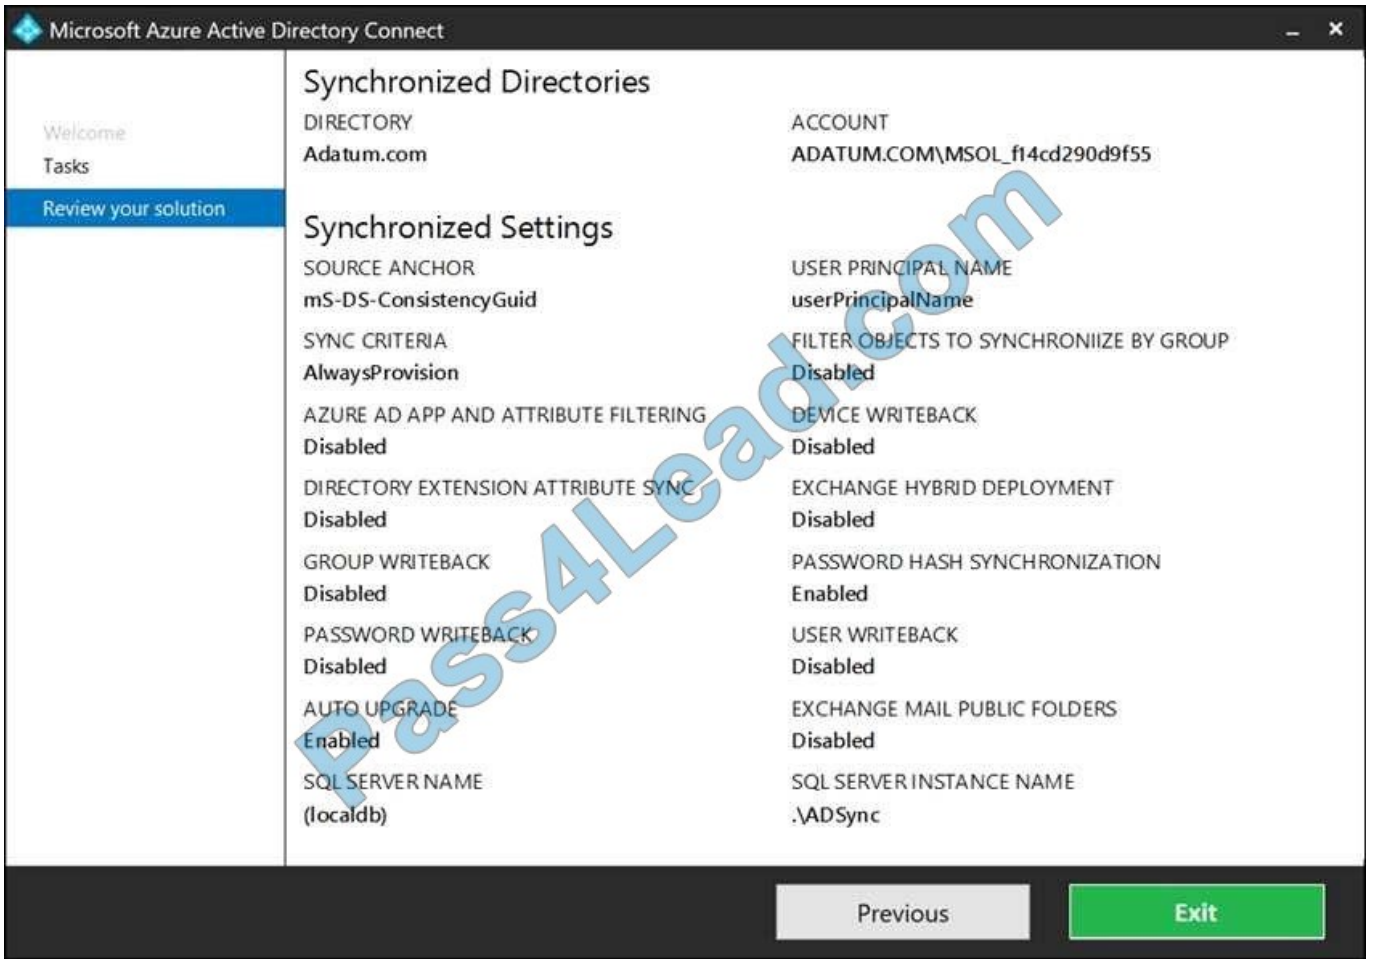 Microsoft Azure Active Directory Connect
Welcome
Tasks
Review your solution
Synchronized Directories
DIRECTORY
Adatum.com
ACCOUNT
ADATUM.COM\MSOL_f14cd290d9f55
Synchronized Settings
SOURCE ANCHOR
mS-DS-ConsistencyGuid
USER PRINCIPAL NAME
userPrincipalName
SYNC CRITERIA
AlwaysProvision
FILTER OBJECTS TO SYNCHRONIIZE BY GROUP
Disabled
AZURE AD APP AND ATTRIBUTE FILTERING
Disabled
DEVICE WRITEBACK
Disabled
DIRECTORY EXTENSION ATTRIBUTE SYNC
Disabled
EXCHANGE HYBRID DEPLOYMENT
Disabled
GROUP WRITEBACK
Disabled
PASSWORD HASH SYNCHRONIZATION
Enabled
PASSWORD WRITEBACK
Disabled
USER WRITEBACK
Disabled
AUTO UPGRADE
Enabled
EXCHANGE MAIL PUBLIC FOLDERS
Disabled
SQL SERVER NAME
(localdb)
SQL SERVER INSTANCE NAME
.\ADSync
Previous
Exit
Pass4Lead.com